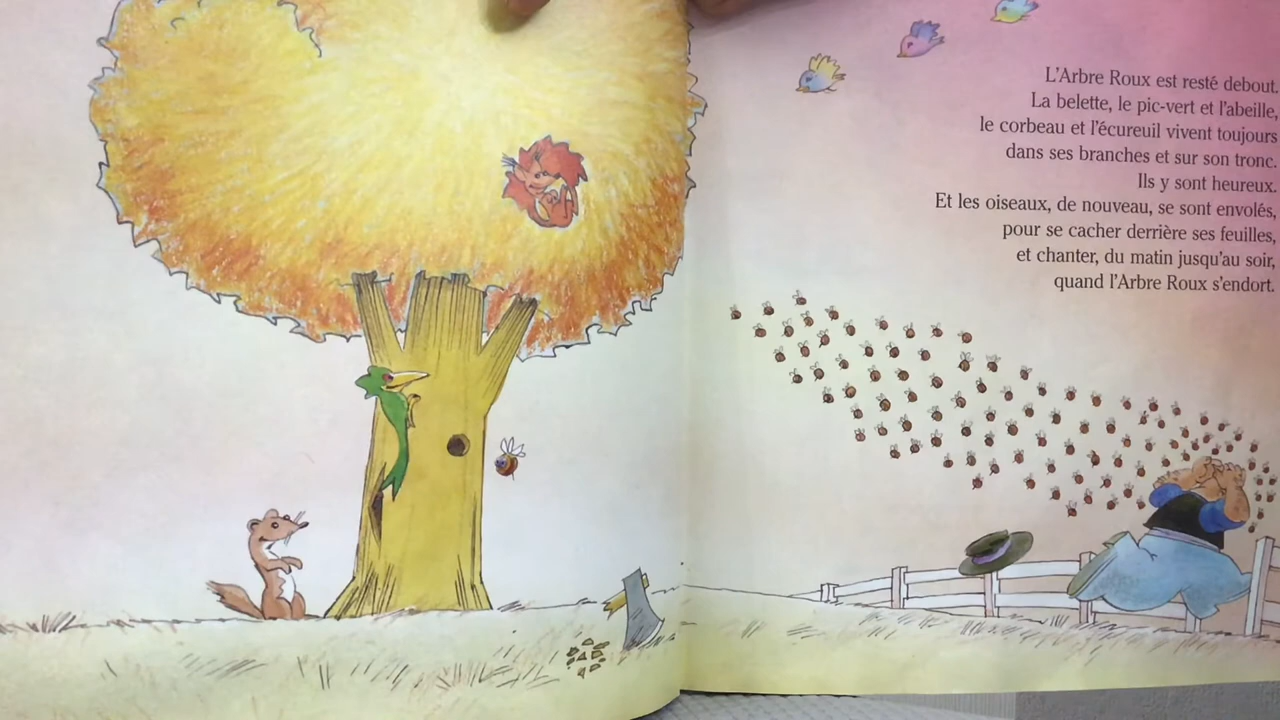 L'Arbre Roux est resté debout.
La belette, le pic-vert et l'abeille,
le corbeau et l'écureuil vivent toujours
dans ses branches et sur son tronc.
Ils y sont heureux.
Et les oiseaux, de nouveau, se sont envolés,
pour se cacher derrière ses feuilles,
et chanter, du matin jusqu'au soir,
quand l'Arbre Roux s'endort.